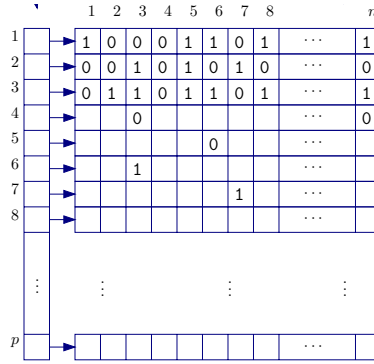 1 2 3 4 5 6 7 8 n
1 1 0 0 0 1 1 0 1 ··· 1
2 0 0 1 0 1 0 1 0 ··· 0
3 0 1 1 0 1 1 0 1 ··· 1
4 0 ··· 0
5 0 ···
6 1 ···
7 1 ···
8 ···
⋮ ⋮ ⋮ ⋮
p ···